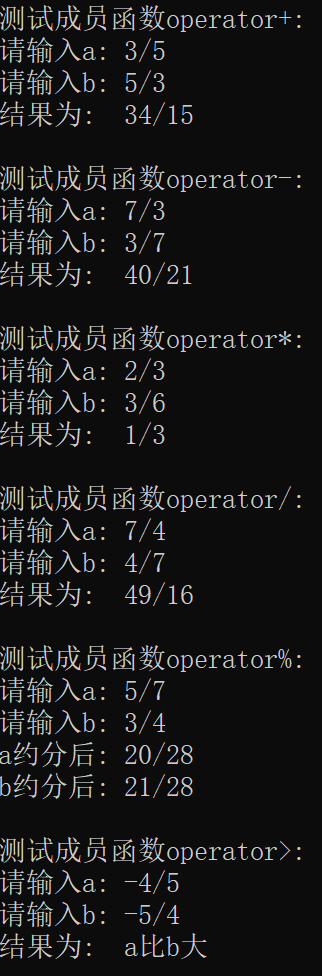 测试成员函数operator+:
请输入a: 3/5
请输入b: 5/3
结果为:  34/15
测试成员函数operator-:
请输入a: 7/3
请输入b: 3/7
结果为:  40/21
测试成员函数operator*:
请输入a: 2/3
请输入b: 3/6
结果为:  1/3
测试成员函数operator/:
请输入a: 7/4
请输入b: 4/7
结果为:  49/16
测试成员函数operator%:
请输入a: 5/7
请输入b: 3/4
a约分后: 20/28
b约分后: 21/28
测试成员函数operator>:
请输入a: -4/5
请输入b: -5/4
结果为:  a比b大